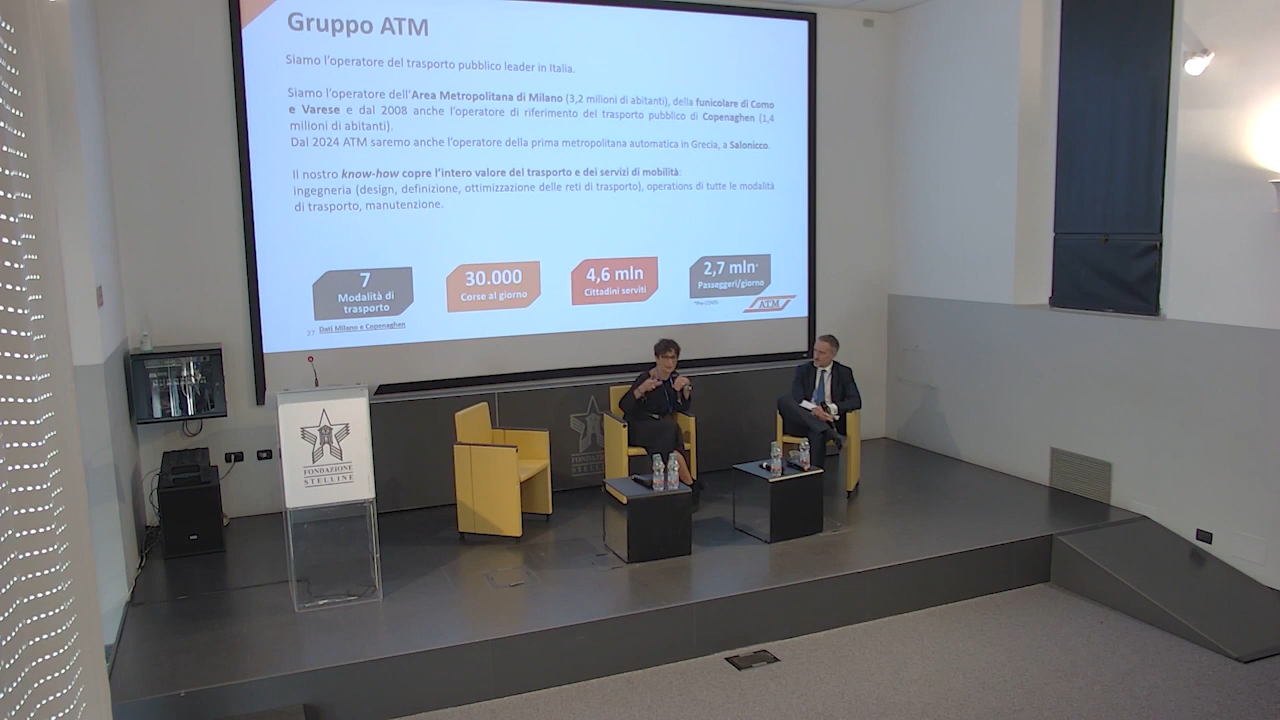 Gruppo ATM
Siamo l'operatore del trasporto pubblico leader in Italia.
Siamo l'operatore dell'Area Metropolitana di Milano (3,2 milioni di abitanti), della funicolare di Como
e Varese e dal 2008 anche l'operatore di riferimento del trasporto pubblico di Copenaghen (1,4
milioni di abitanti).
Dal 2024 ATM saremo anche l'operatore della prima metropolitana automatica in Grecia, a Salonicco.
Il nostro know-how copre l'intero valore del trasporto e dei servizi di mobilità:
ingegneria (design, definizione, ottimizzazione delle reti di trasporto), operations di tutte le modalità
di trasporto, manutenzione.
7
Modalità di
trasporto
30.000
Corse al giorno
4,6 mln
Cittadini serviti
2,7 mln*
Passeggeri/giorno
*Pre-COVID
ATM
27
Dati Milano e Copenaghen
FONDAZIONE
STELLINE
FONDAZIONE
STELLINE